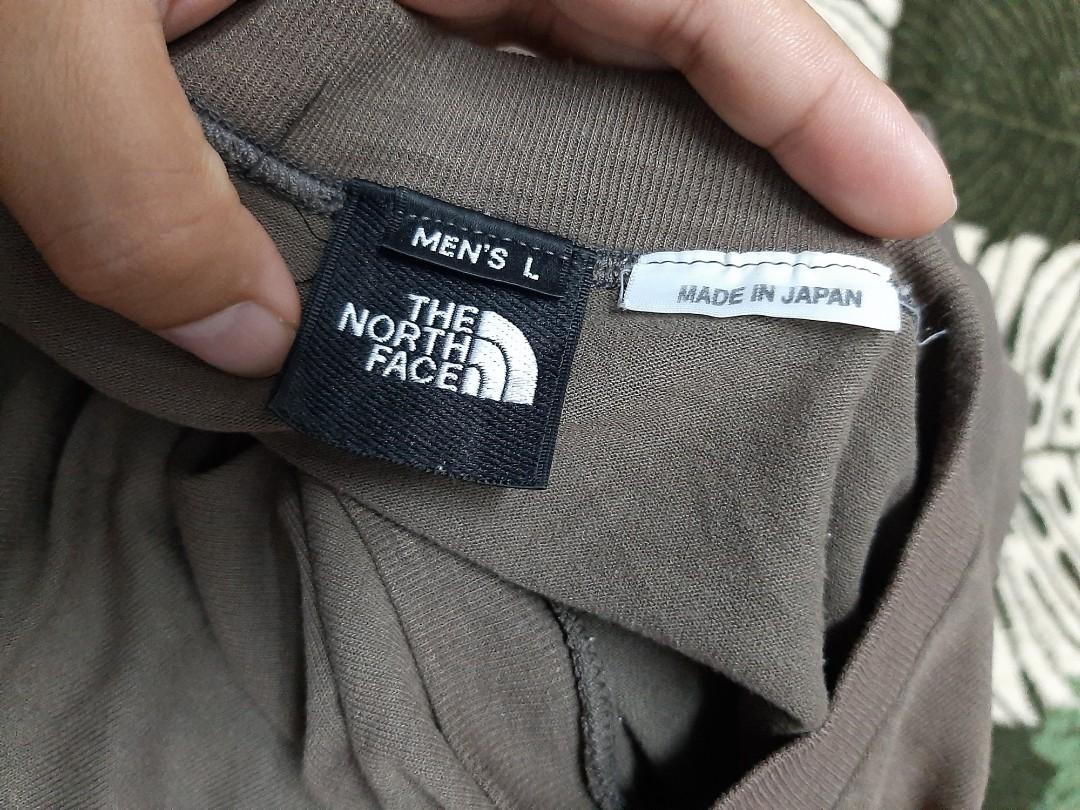 MEN'S L
THE
NORTH
FACE
MADE IN JAPAN